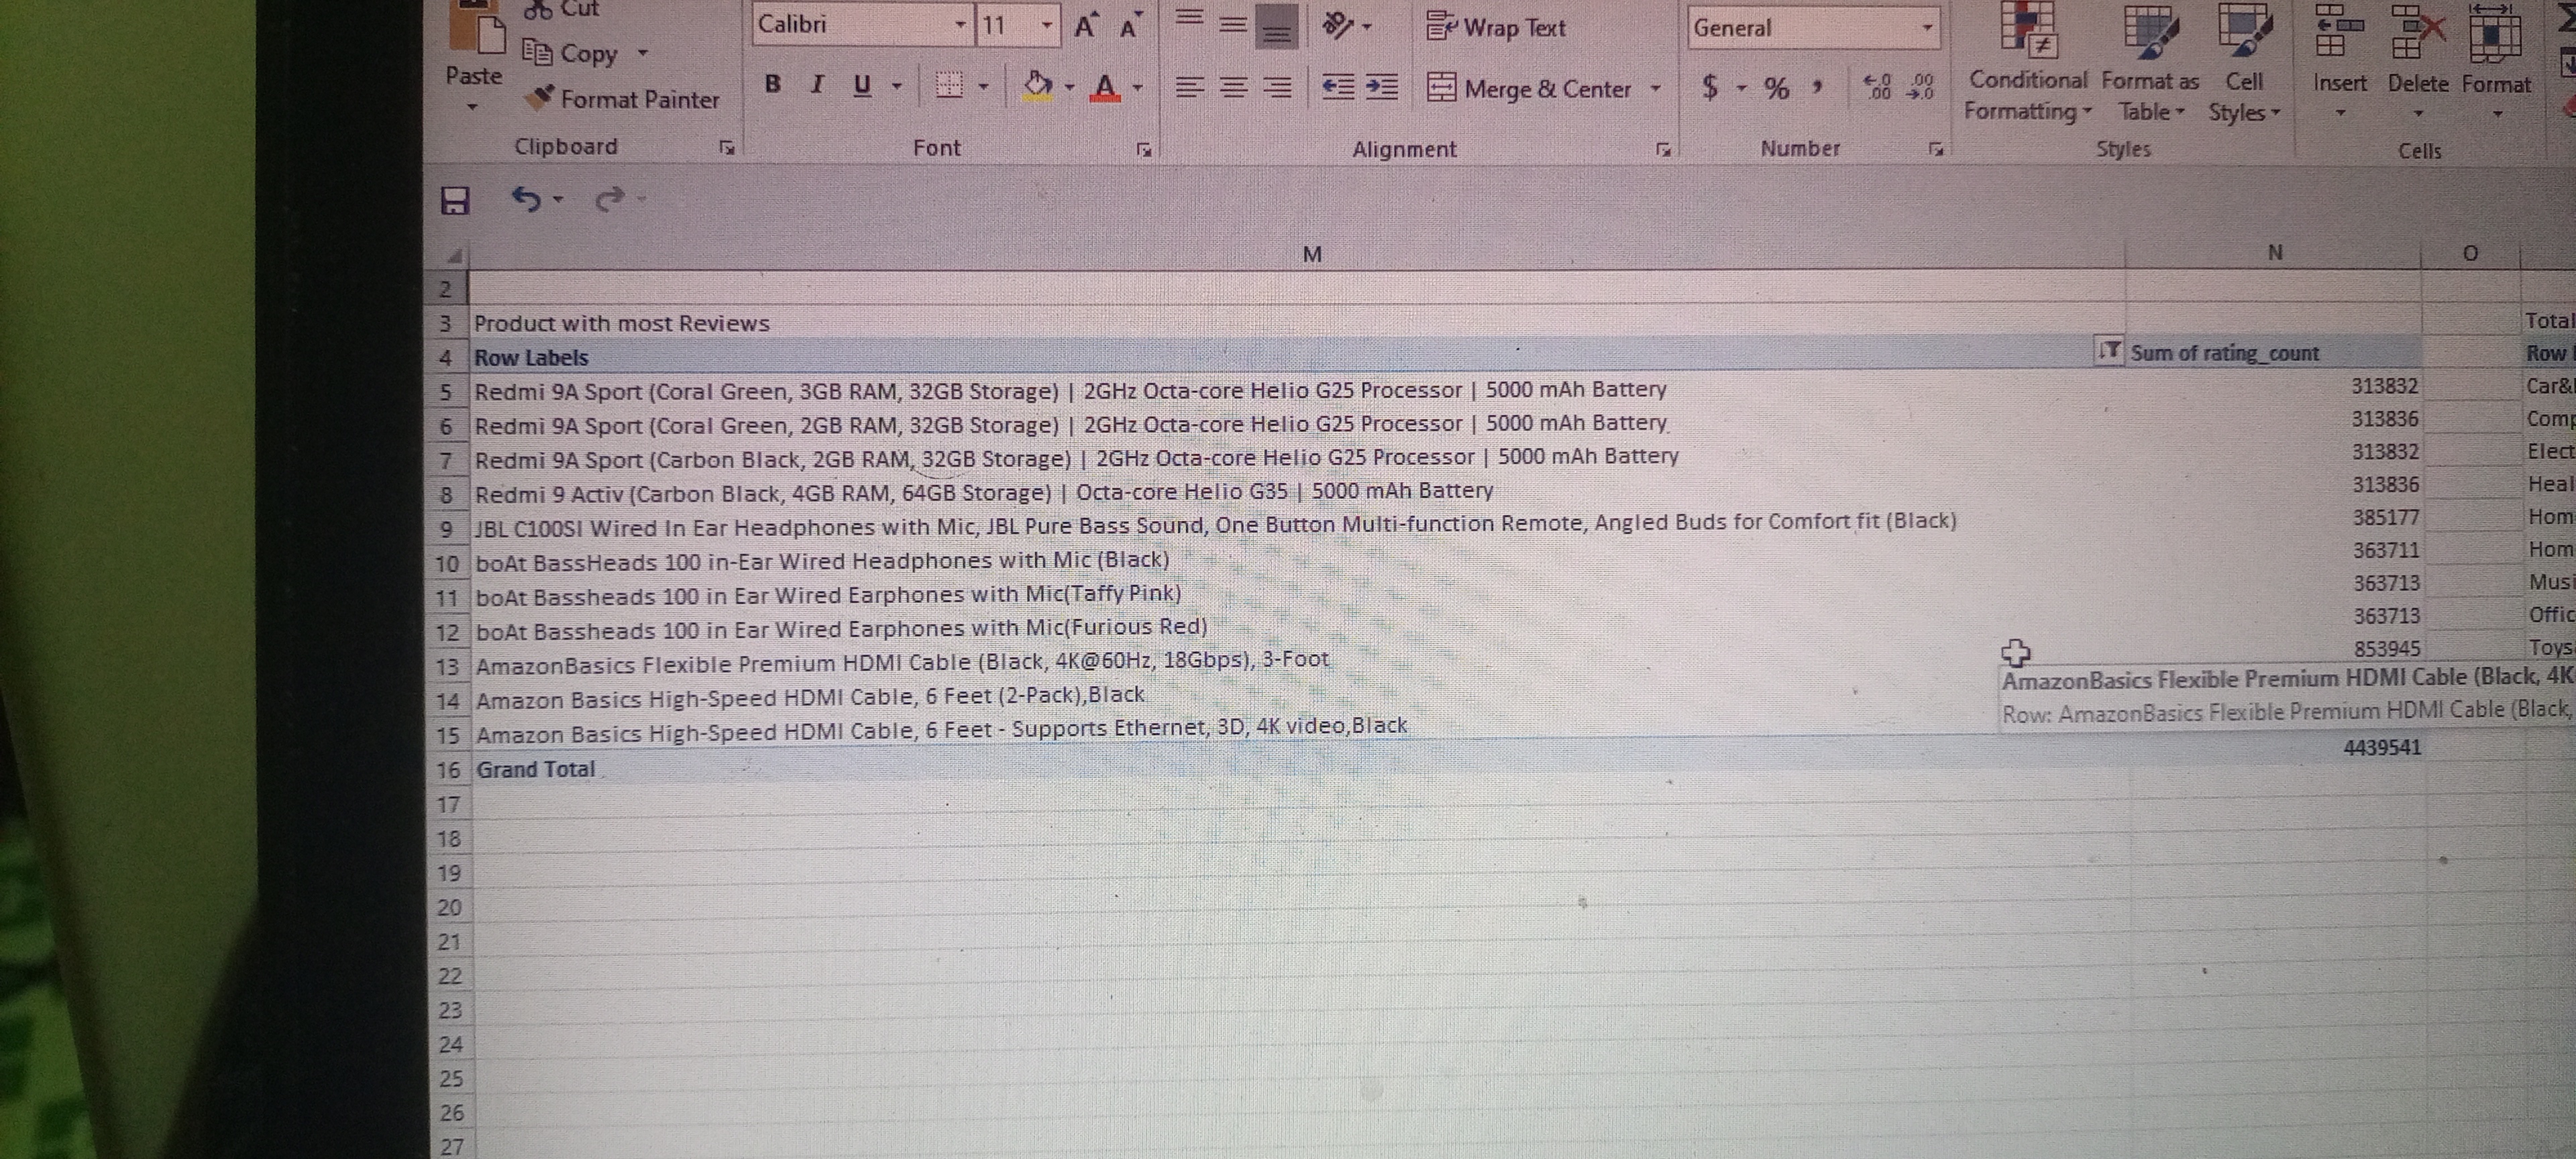 Cut
Copy
Paste
Format Painter
Clipboard
Calibri
11
A A
B I U
A
Font
Wrap Text
Merge & Center
Alignment
General
$ % ,
Number
Conditional Formatting
Format as Table
Cell Styles
Styles
Insert
Delete
Format
Cells
M N O
2
3 Product with most Reviews Total
4 Row Labels Sum of rating_count Row
5 Redmi 9A Sport (Coral Green, 3GB RAM, 32GB Storage) | 2GHz Octa-core Helio G25 Processor | 5000 mAh Battery 313832 Car&
6 Redmi 9A Sport (Coral Green, 2GB RAM, 32GB Storage) | 2GHz Octa-core Helio G25 Processor | 5000 mAh Battery 313836 Comp
7 Redmi 9A Sport (Carbon Black, 2GB RAM, 32GB Storage) | 2GHz Octa-core Helio G25 Processor | 5000 mAh Battery 313832 Elect
8 Redmi 9 Activ (Carbon Black, 4GB RAM, 64GB Storage) | Octa-core Helio G35 | 5000 mAh Battery 313836 Heal
9 JBL C100SI Wired In Ear Headphones with Mic, JBL Pure Bass Sound, One Button Multi-function Remote, Angled Buds for Comfort fit (Black) 385177 Hom
10 boAt BassHeads 100 in-Ear Wired Headphones with Mic (Black) 363711 Hom
11 boAt Bassheads 100 in Ear Wired Earphones with Mic(Taffy Pink) 363713 Musi
12 boAt Bassheads 100 in Ear Wired Earphones with Mic(Furious Red) 363713 Offic
13 AmazonBasics Flexible Premium HDMI Cable (Black, 4K@60Hz, 18Gbps), 3-Foot 853945 Toys
14 Amazon Basics High-Speed HDMI Cable, 6 Feet (2-Pack),Black
AmazonBasics Flexible Premium HDMI Cable (Black, 4K
Row: AmazonBasics Flexible Premium HDMI Cable (Black,
15 Amazon Basics High-Speed HDMI Cable, 6 Feet - Supports Ethernet, 3D, 4K video,Black
16 Grand Total 4439541
17
18
19
20
21
22
23
24
25
26
27